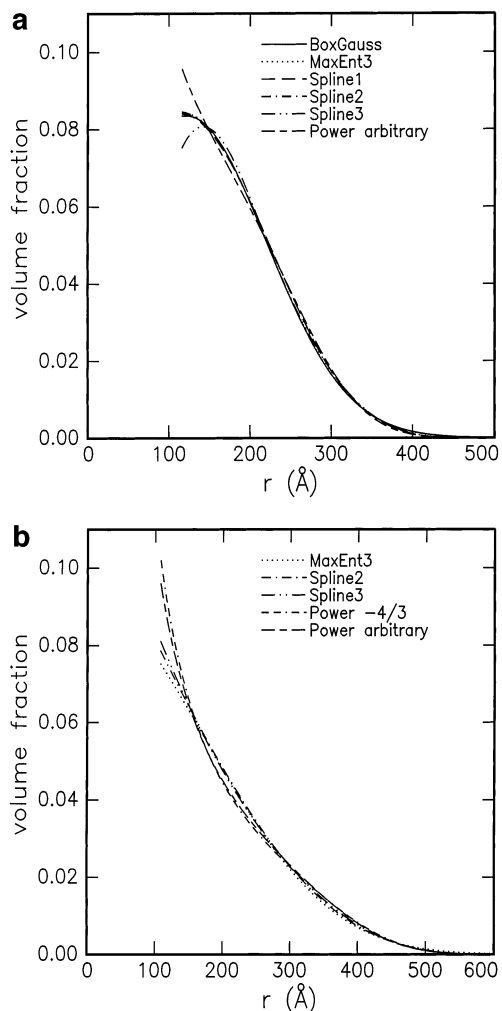 a
0.10
0.08
0.06
0.04
0.02
0.00
volume fraction
BoxGauss
MaxEnt3
Spline1
Spline2
Spline3
Power arbitrary
0 100 200 300 400 500
r (Å)
b
0.10
0.08
0.06
0.04
0.02
0.00
volume fraction
MaxEnt3
Spline2
Spline3
Power -4/3
Power arbitrary
0 100 200 300 400 500 600
r (Å)